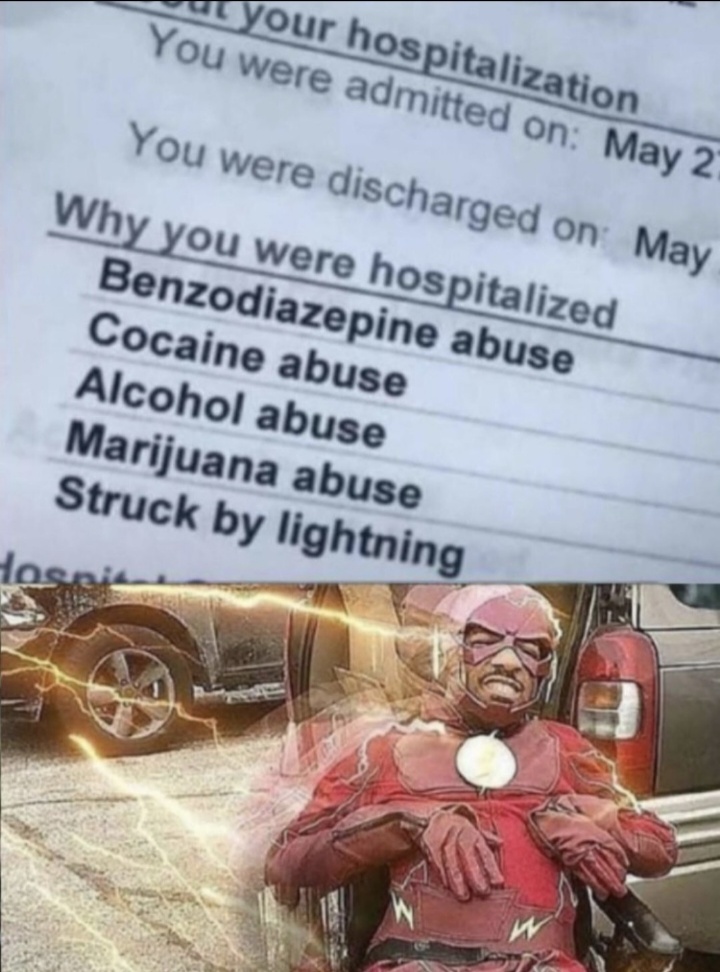 your hospitalization
You were admitted on: May
You were discharged on: May
Why you were hospitalized
Benzodiazepine abuse
Cocaine abuse
Alcohol abuse
Marijuana abuse
Struck by lightning